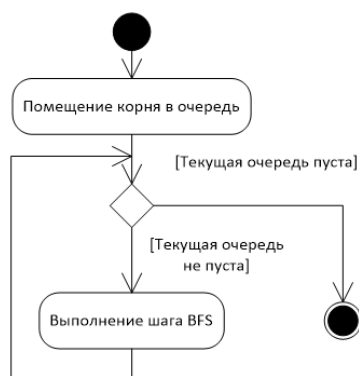 Помещение корня в очередь
[Текущая очередь пуста]
[Текущая очередь
не пуста]
Выполнение шага BFS